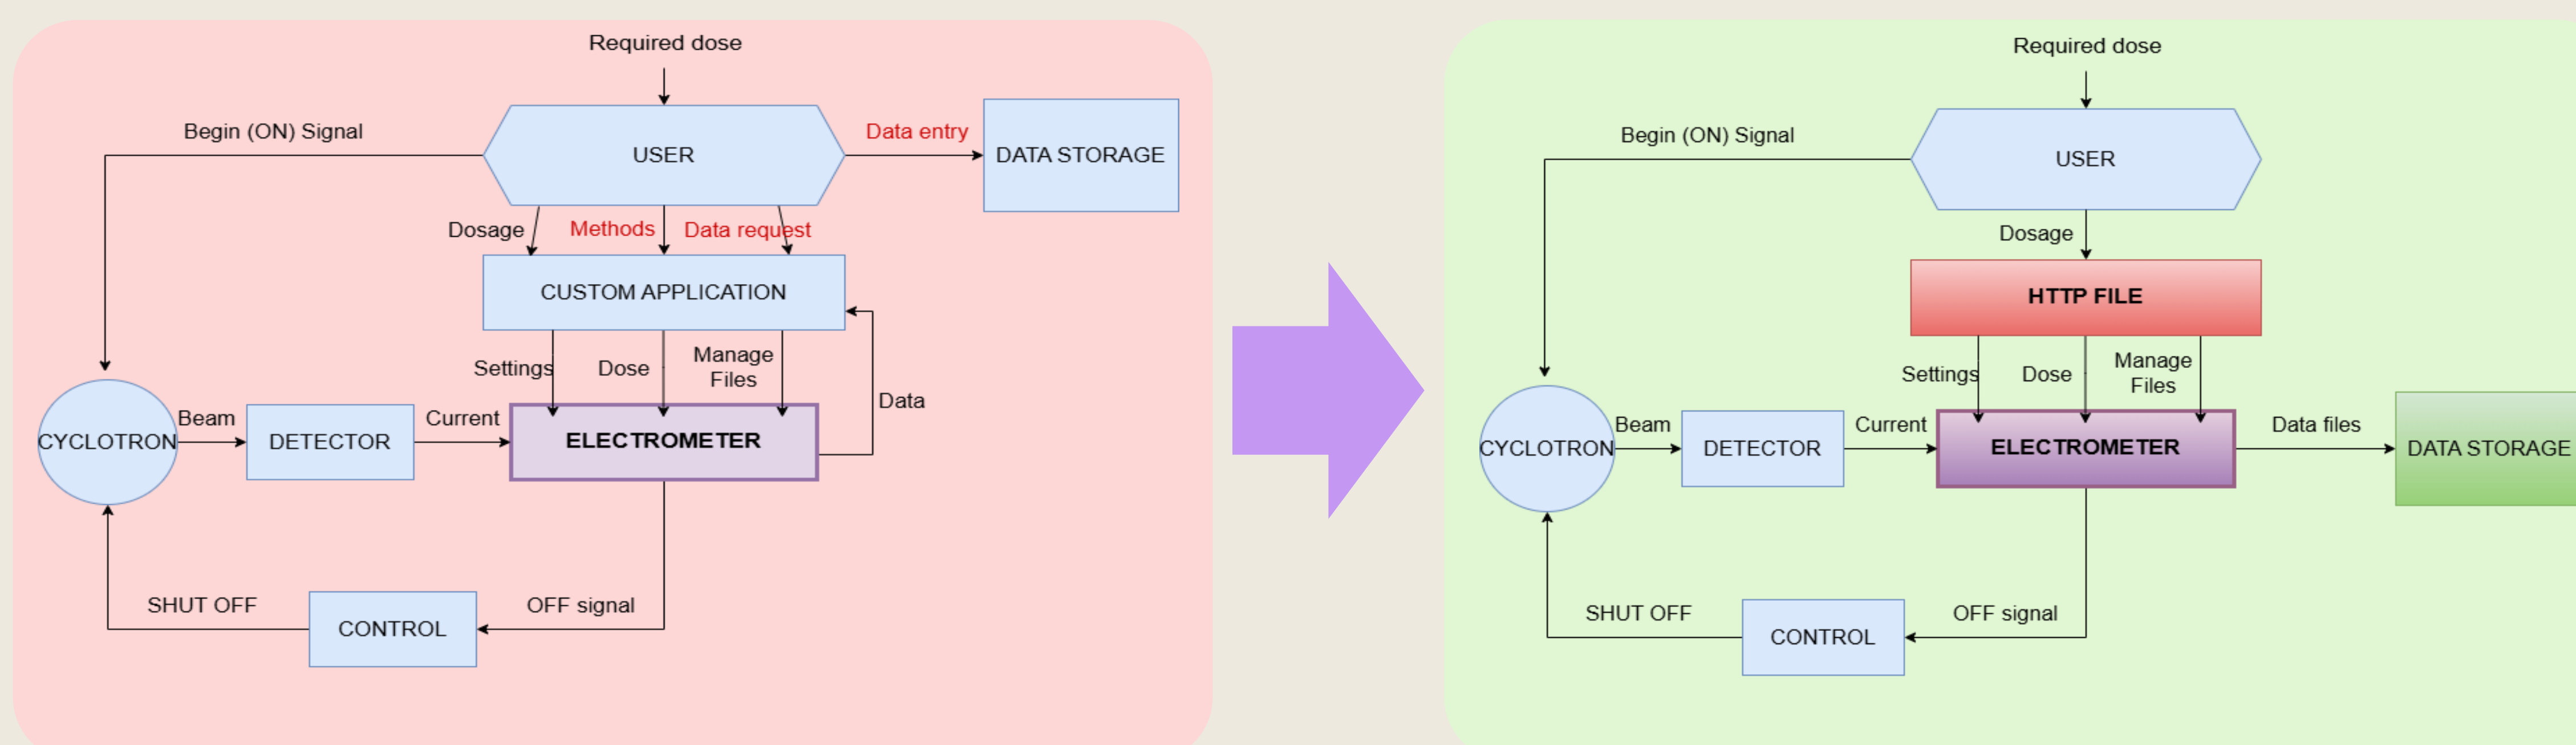 Required dose
Begin (ON) Signal
USER
Data entry
DATA STORAGE
Dosage
Methods
Data request
CUSTOM APPLICATION
Settings
Dose
Manage
Files
Data
CYCLOTRON
Beam
DETECTOR
Current
ELECTROMETER
SHUT OFF
CONTROL
OFF signal
Required dose
Begin (ON) Signal
USER
Dosage
HTTP FILE
Settings
Dose
Manage
Files
CYCLOTRON
Beam
DETECTOR
Current
ELECTROMETER
Data files
DATA STORAGE
SHUT OFF
CONTROL
OFF signal